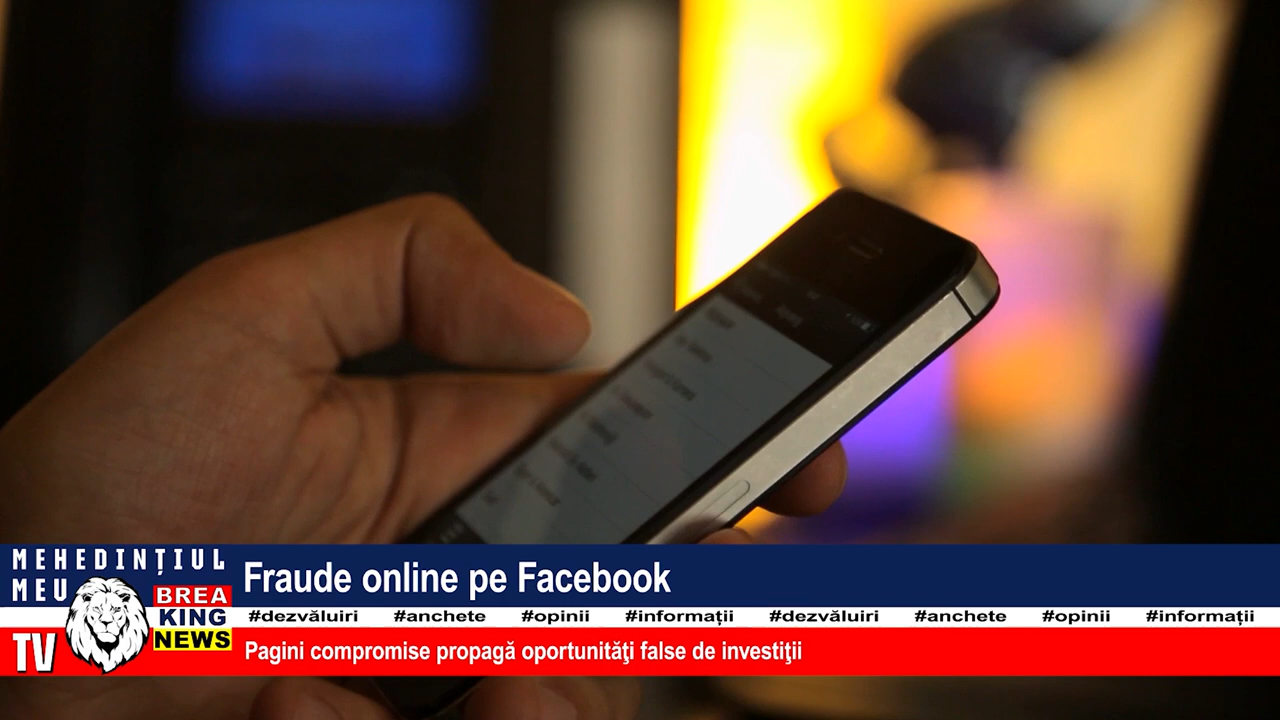 MEHEDINȚIUL
MEU
TV
BREA
KING
NEWS
Fraude online pe Facebook
#dezvăluiri #anchete #opinii #informații #dezvăluiri #anchete #opinii #informații
Pagini compromise propagă oportunităţi false de investiţii